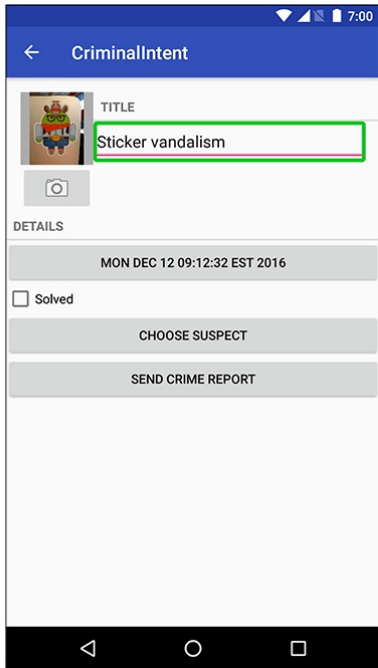 7:00
CriminalIntent
TITLE
Sticker vandalism
DETAILS
MON DEC 12 09:12:32 EST 2016
Solved
CHOOSE SUSPECT
SEND CRIME REPORT